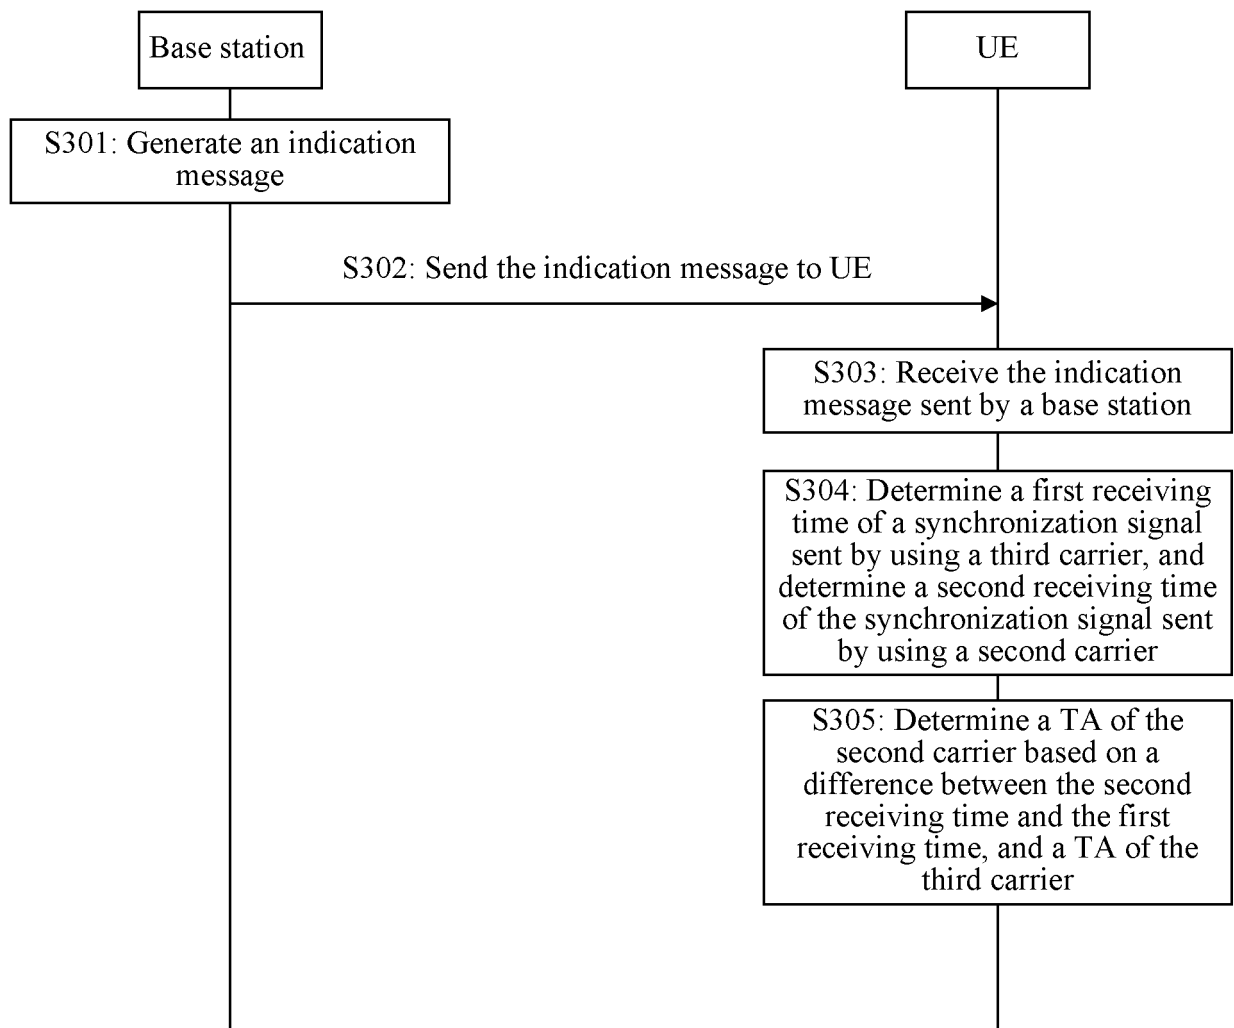 Base station
UE
S301: Generate an indication
message
S302: Send the indication message to UE
S303: Receive the indication
message sent by a base station
S304: Determine a first receiving
time of a synchronization signal
sent by using a third carrier, and
determine a second receiving time
of the synchronization signal sent
by using a second carrier
S305: Determine a TA of the
second carrier based on a
difference between the second
receiving time and the first
receiving time, and a TA of the
third carrier